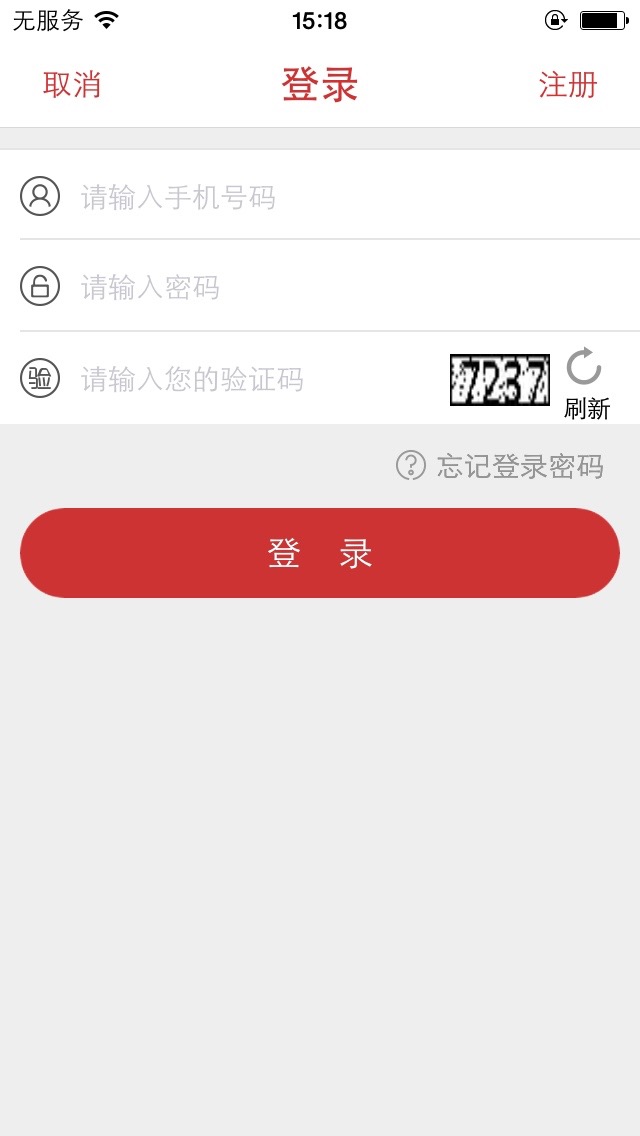 无服务 15:18
取消 登录 注册
请输入手机号码
请输入密码
验 请输入您的验证码 7237
刷新
忘记登录密码
登 录